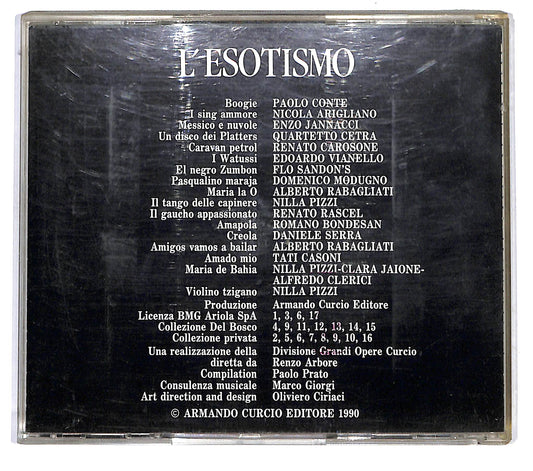 L'ESOTISMO
Boogie PAOLO CONTE
I sing ammore NICOLA ARIGLIANO
Messico e nuvole ENZO JANNACCI
Un disco dei Platters QUARTETTO CETRA
Caravan petrol RENATO CAROSONE
I Watussi EDOARDO VIANELLO
El negro Zumbon FLO SANDON'S
Pasqualino maraja DOMENICO MODUGNO
Maria la O ALBERTO RABAGLIATI
Il tango delle capinere NILLA PIZZI
Il gaucho appassionato RENATO RASCEL
Amapola ROMANO BONDESAN
Creola DANIELE SERRA
Amigos vamos a bailar ALBERTO RABAGLIATI
Amado mio TATI CASONI
Maria de Bahia NILLA PIZZI-CLARA JAIONE-
ALFREDO CLERICI
Violino tzigano NILLA PIZZI
Produzione Armando Curcio Editore
Licenza BMG Ariola SpA 1, 3, 6, 17
Collezione Del Bosco 4, 9, 11, 12, 13, 14, 15
Collezione privata 2, 5, 6, 7, 8, 9, 10, 16
Una realizzazione della Divisione Grandi Opere Curcio
diretta da Renzo Arbore
Compilation Paolo Prato
Consulenza musicale Marco Giorgi
Art direction and design Oliviero Ciriaci
© ARMANDO CURCIO EDITORE 1990